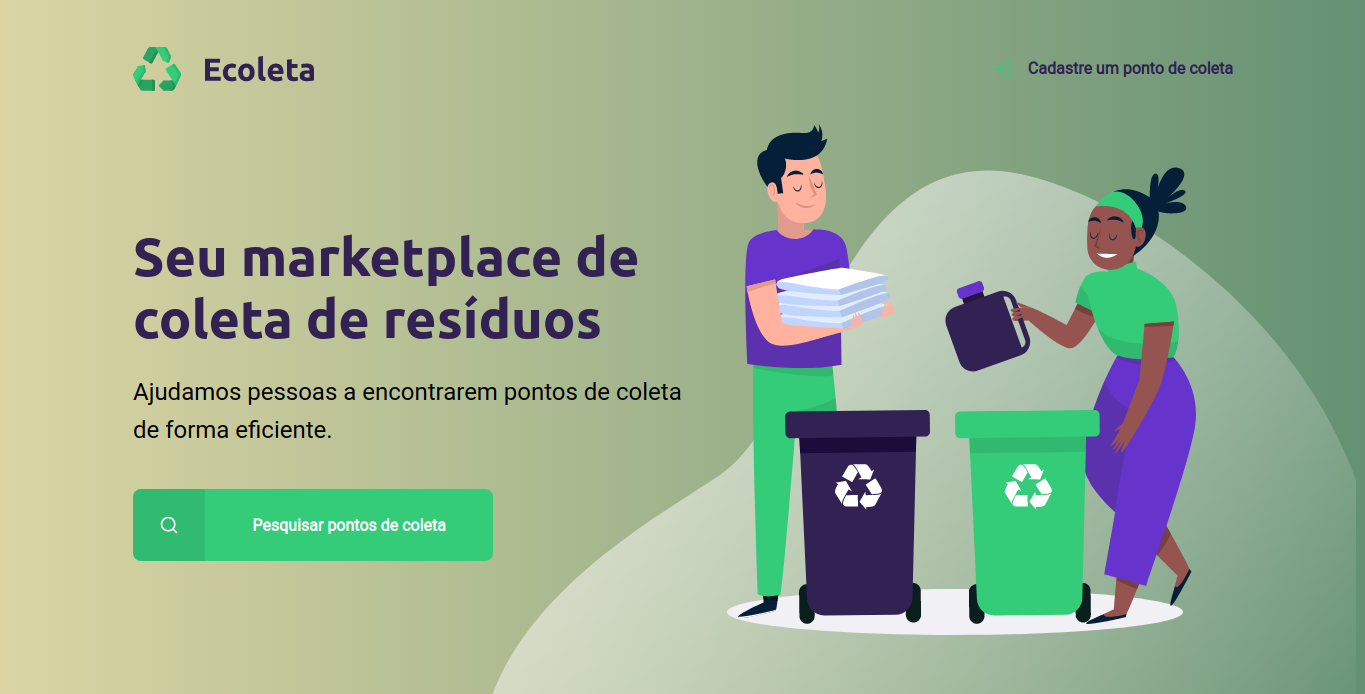 Ecoleta
Cadastre um ponto de coleta
Seu marketplace de
coleta de resíduos
Ajudamos pessoas a encontrarem pontos de coleta
de forma eficiente.
Pesquisar pontos de coleta